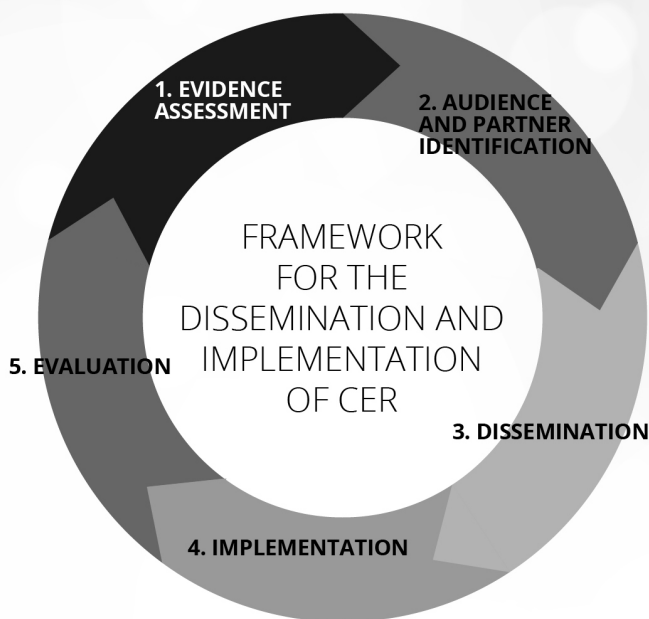 1. EVIDENCE
ASSESSMENT
2. AUDIENCE
AND PARTNER
IDENTIFICATION
FRAMEWORK
FOR THE
DISSEMINATION AND
IMPLEMENTATION
OF CER
5. EVALUATION
3. DISSEMINATION
4. IMPLEMENTATION